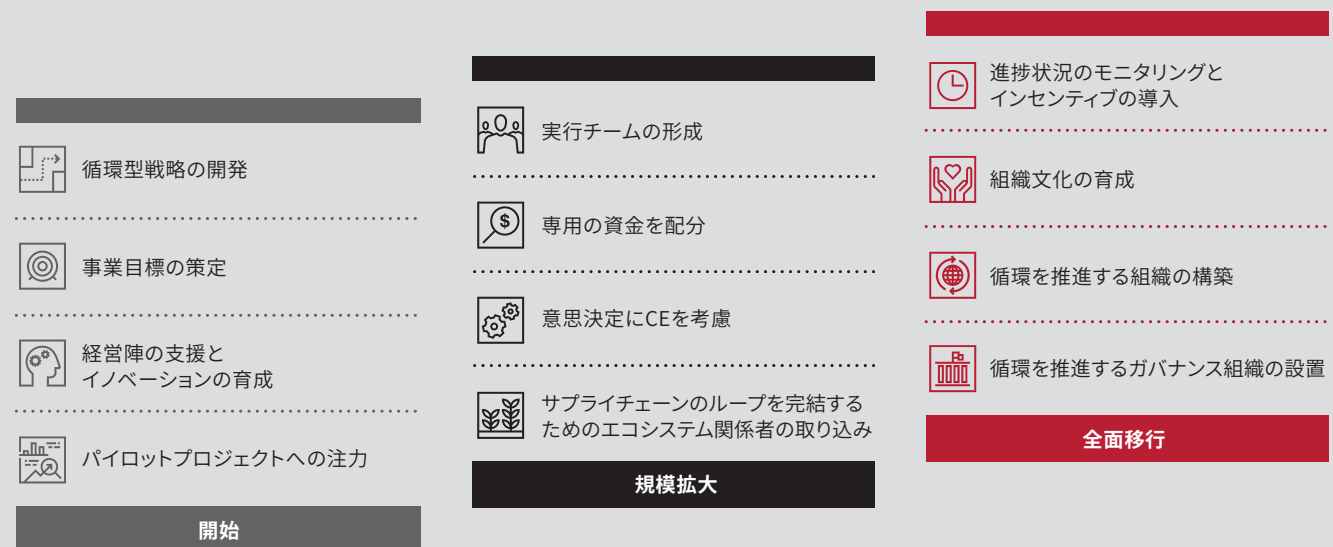 循環型戦略の開発
事業目標の策定
経営陣の支援と
イノベーションの育成
パイロットプロジェクトへの注力
開始
実行チームの形成
$
専用の資金を配分
意思決定にCEを考慮
サプライチェーンのループを完結する
ためのエコシステム関係者の取り込み
規模拡大
進捗状況のモニタリングと
インセンティブの導入
組織文化の育成
循環を推進する組織の構築
循環を推進するガバナンス組織の設置
全面移行